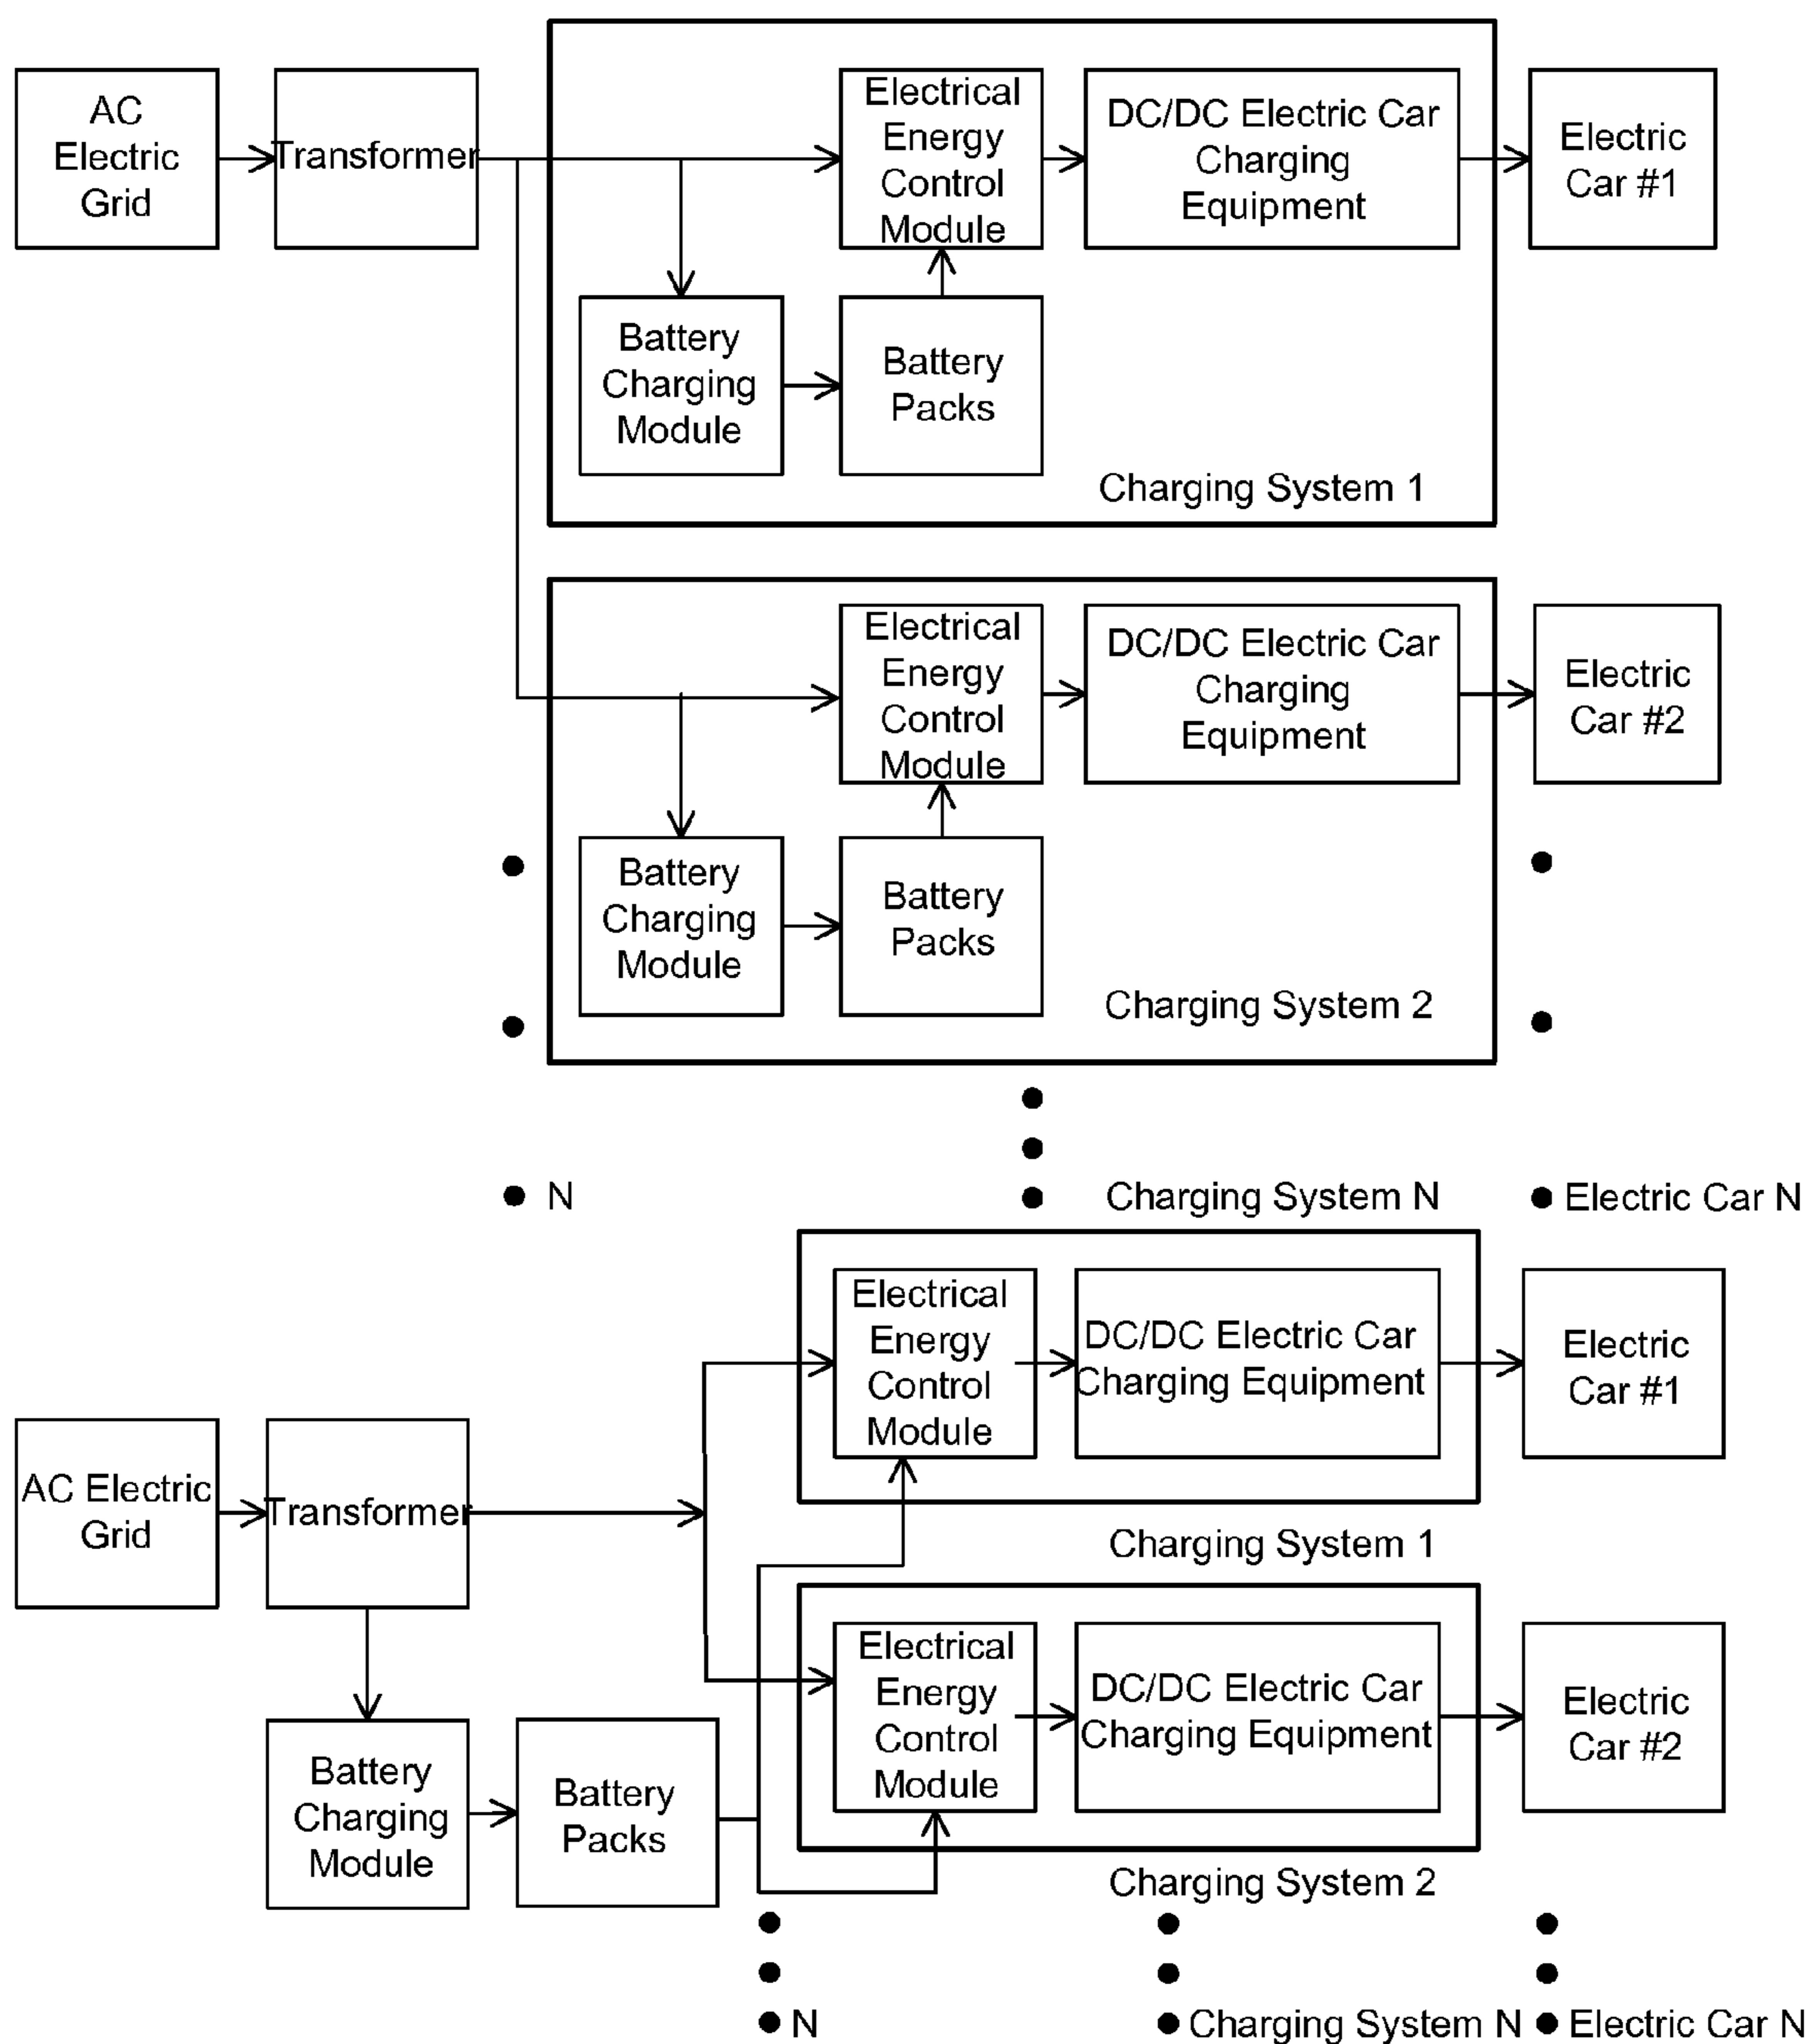 AC
Electric
Grid
Transformer
Electrical
Energy
Control
Module
DC/DC Electric Car
Charging
Equipment
Electric
Car #1
Battery
Charging
Module
Battery
Packs
Charging System 1
Electrical
Energy
Control
Module
DC/DC Electric Car
Charging
Equipment
Electric
Car #2
Battery
Charging
Module
Battery
Packs
Charging System 2
N
Charging System N
Electric Car N
Electrical
Energy
Control
Module
DC/DC Electric Car
Charging Equipment
Electric
Car #1
AC Electric
Grid
Transformer
Charging System 1
Electrical
Energy
Control
Module
DC/DC Electric Car
Charging Equipment
Electric
Car #2
Battery
Charging
Module
Battery
Packs
Charging System 2
N
Charging System N
Electric Car N